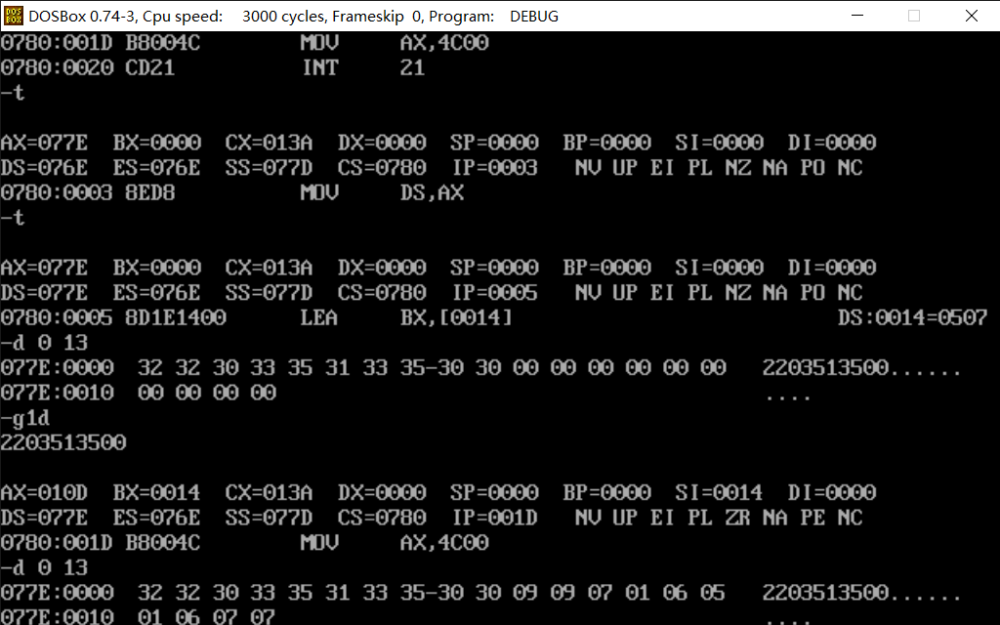 DOSBox 0.74-3, Cpu speed: 3000 cycles, Frameskip 0, Program: DEBUG
0780:001D B8004C MOV AX,4C00
0780:0020 CD21 INT 21
-t
AX=077E BX=0000 CX=013A DX=0000 SP=0000 BP=0000 SI=0000 DI=0000
DS=076E ES=076E SS=077D CS=0780 IP=0003 NV UP EI PL NZ NA PO NC
0780:0003 8ED8 MOV DS,AX
-t
AX=077E BX=0000 CX=013A DX=0000 SP=0000 BP=0000 SI=0000 DI=0000
DS=077E ES=076E SS=077D CS=0780 IP=0005 NV UP EI PL NZ NA PO NC
0780:0005 8D1E1400 LEA BX,[0014] DS:0014=0507
-d 0 13
077E:0000 32 32 30 33 35 31 33 35-30 30 00 00 00 00 00 00 2203513500......
077E:0010 00 00 00 00 ....
-g1d
2203513500
AX=010D BX=0014 CX=013A DX=0000 SP=0000 BP=0000 SI=0014 DI=0000
DS=077E ES=076E SS=077D CS=0780 IP=001D NV UP EI PL ZR NA PE NC
0780:001D B8004C MOV AX,4C00
-d 0 13
077E:0000 32 32 30 33 35 31 33 35-30 30 09 09 07 01 06 05 2203513500......
077E:0010 01 06 07 07 ....